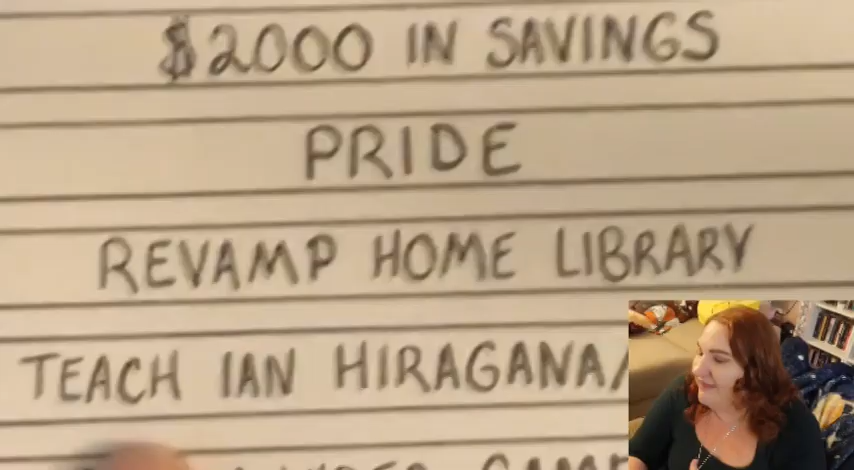 $2000 IN SAVINGS
PRIDE
REVAMP HOME LIBRARY
TEACH IAN HIRAGANA/